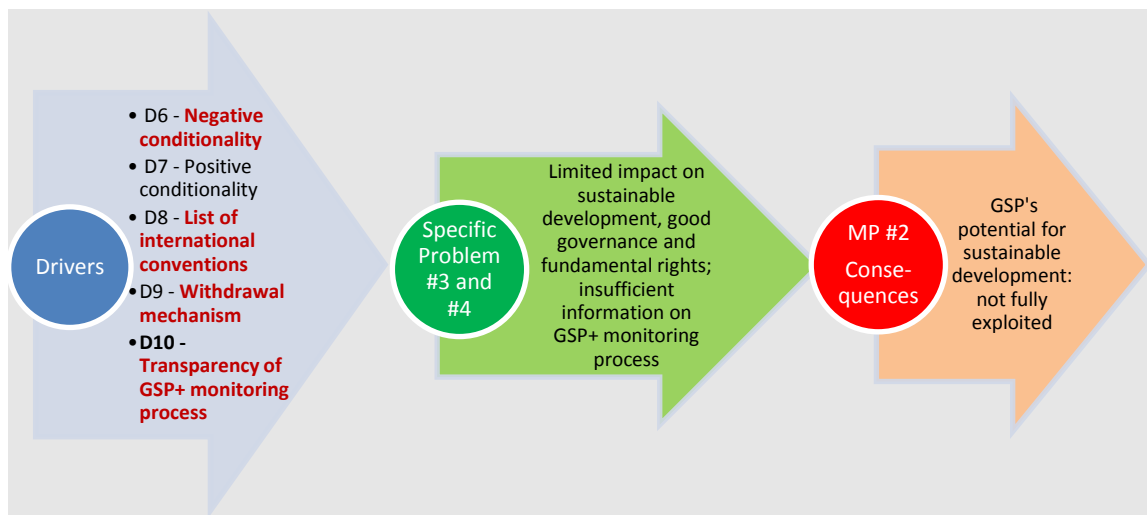 Drivers
• D6 - Negative
conditionality
• D7 - Positive
conditionality
• D8 - List of
international
conventions
• D9 - Withdrawal
mechanism
• D10 -
Transparency of
GSP+ monitoring
process
Specific
Problem
#3 and
#4
Limited impact on
sustainable
development, good
governance and
fundamental rights;
insufficient
information on
GSP+ monitoring
process
MP #2
Conse-
quences
GSP's
potential for
sustainable
development:
not fully
exploited